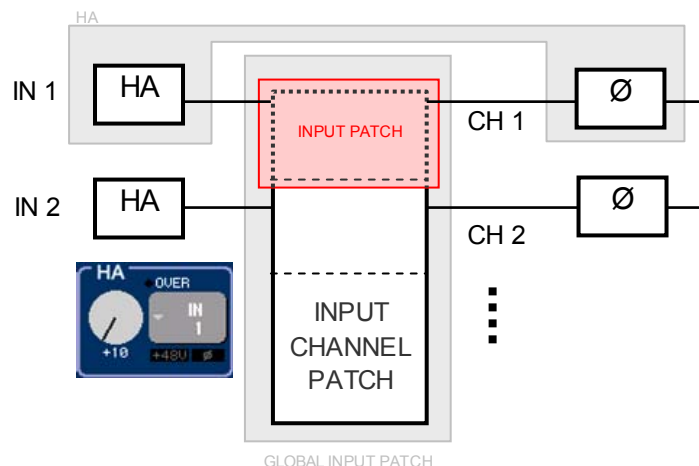 HA
IN 1
HA
INPUT PATCH
CH 1
Ø
IN 2
HA
CH 2
Ø
HA
OVER
IN
1
+10
+48V
Ø
INPUT
CHANNEL
PATCH
GLOBAL INPUT PATCH